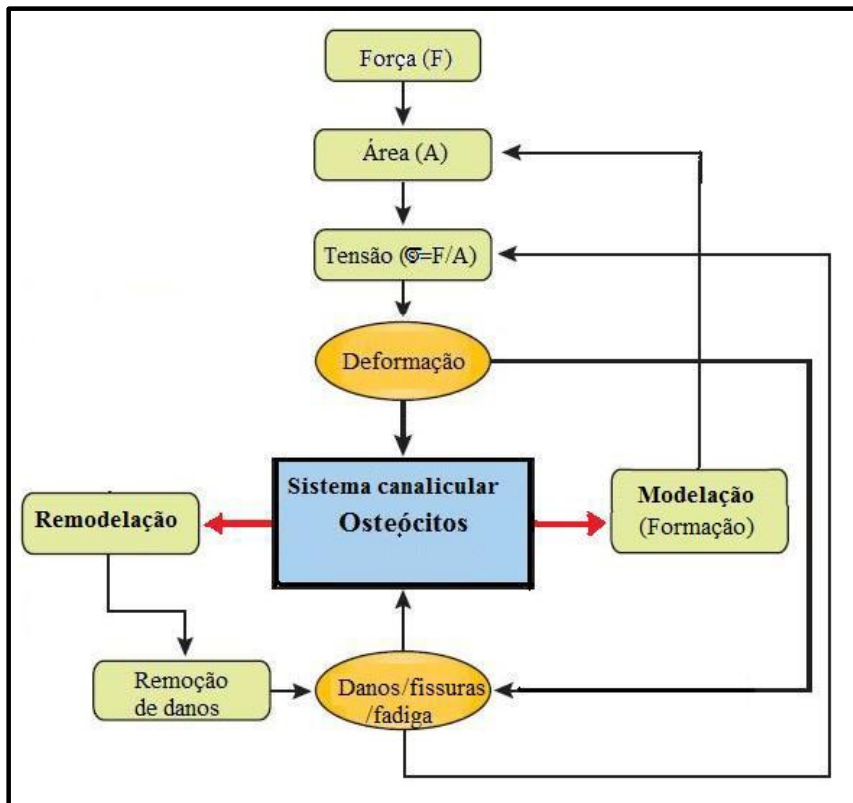 Força (F)
Área (A)
Tensão (σ=F/A)
Deformação
Sistema canalicular
Osteócitos
Remodelação
Modelação
(Formação)
Remoção
de danos
Danos/fissuras
/fadiga